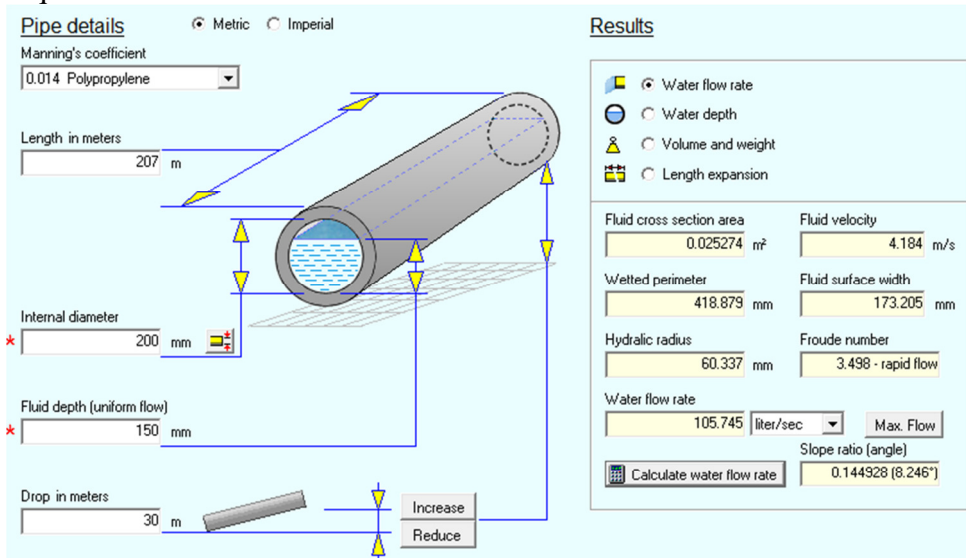 Pipe details
Metric
Imperial
Manning's coefficient
0.014 Polypropylene
Length in meters
207 m
Internal diameter
* 200 mm
Fluid depth (uniform flow)
* 150 mm
Drop in meters
30 m
Increase
Reduce
Results
Water flow rate
Water depth
Volume and weight
Length expansion
Fluid cross section area
0.025274 m²
Fluid velocity
4.184 m/s
Wetted perimeter
418.879 mm
Fluid surface width
173.205 mm
Hydralic radius
60.337 mm
Froude number
3.498 - rapid flow
Water flow rate
105.745 liter/sec
Max. Flow
Slope ratio (angle)
Calculate water flow rate
0.144928 (8.246°)